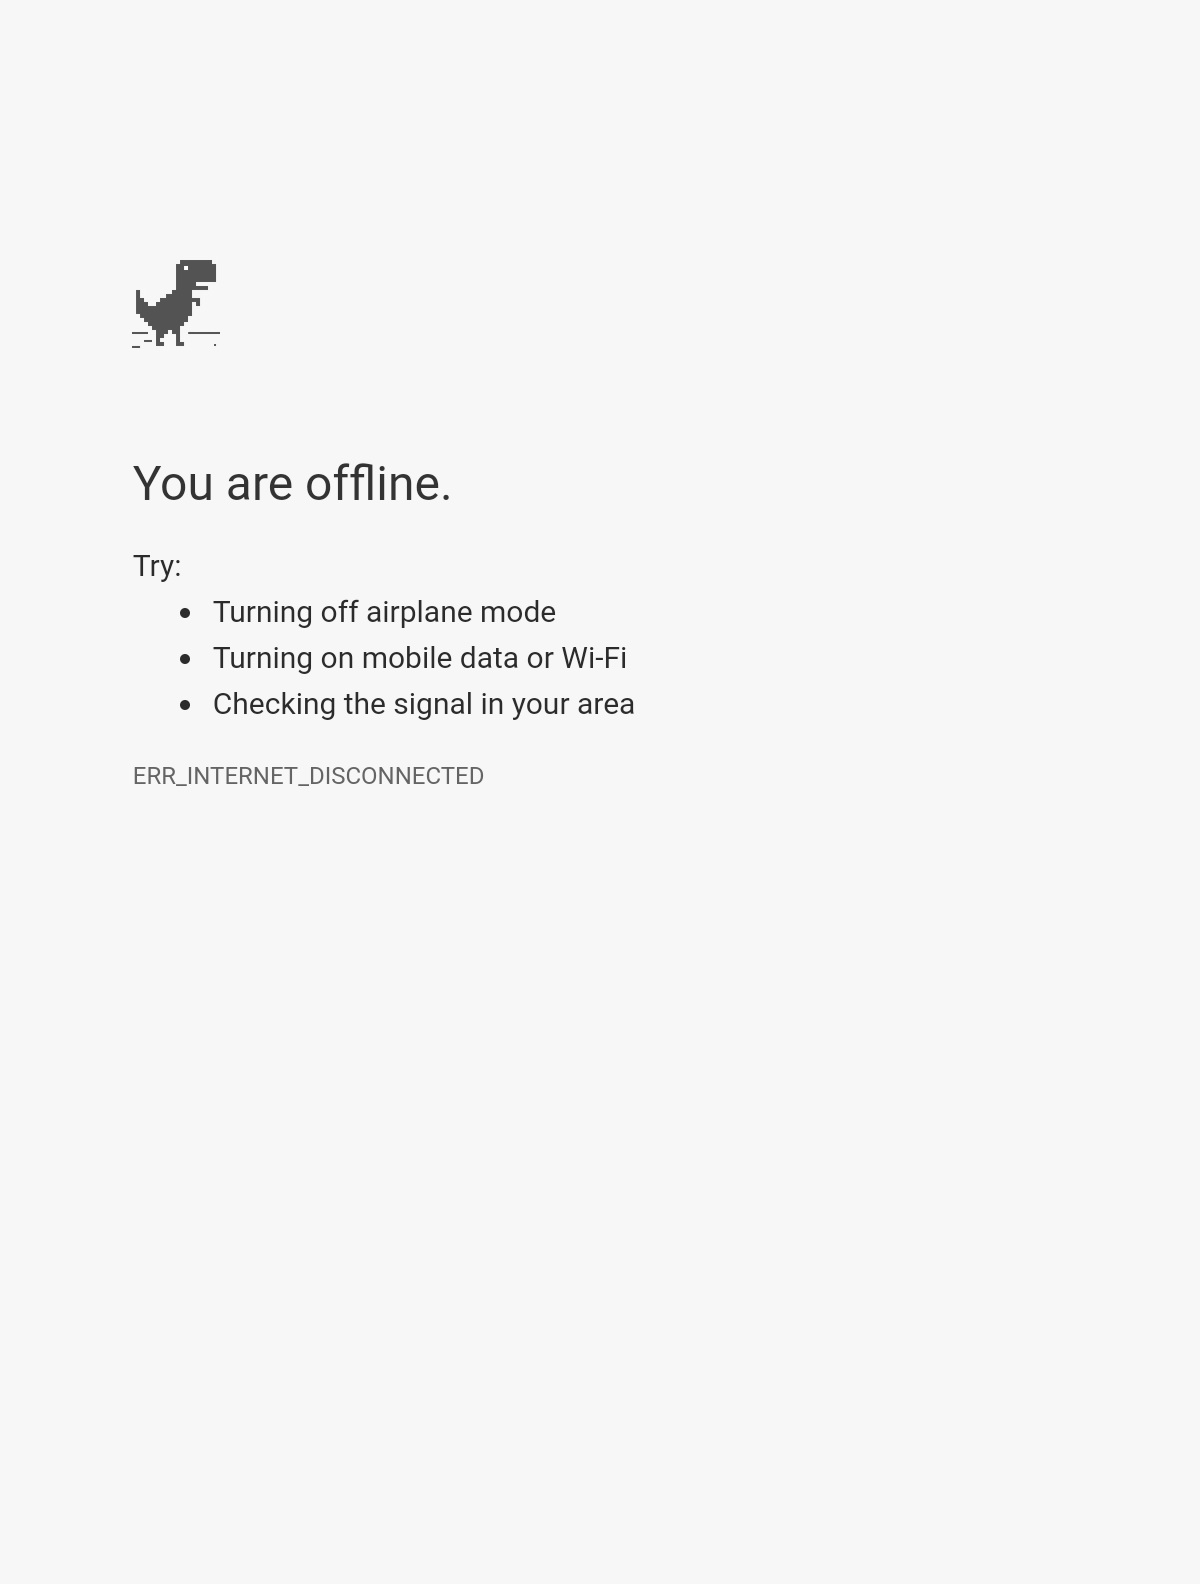 You are offline.
Try:
Turning off airplane mode
Turning on mobile data or Wi-Fi
Checking the signal in your area
ERR_INTERNET_DISCONNECTED